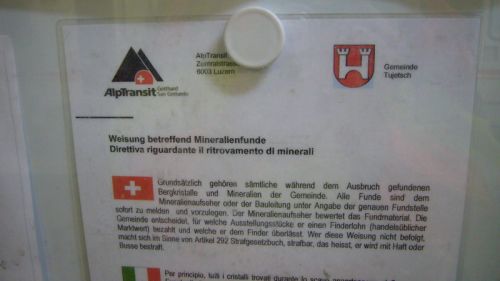 AlpTransit Gotthard
San Gottardo
AlpTransit
Zentralstrasse
6003 Luzern
Gemeinde
Tujetsch
Weisung betreffend Mineralienfunde
Direttiva riguardante il ritrovamento di minerali
Grundsätzlich gehören sämtliche während dem Ausbruch gefundenen
Bergkristalle und Mineralien der Gemeinde. Alle Funde sind dem
Mineralienaufseher oder der Bauleitung unter Angabe der genauen Fundstelle
sofort zu melden und vorzulegen. Der Mineralienaufseher bewertet das Fundmaterial. Die
Gemeinde entscheidet, für welche Ausstellungsstücke er einen Finderlohn (handelsüblicher
Marktwert) bezahlt und welche er dem Finder überlässt. Wer diese Weisung nicht befolgt,
macht sich im Sinne von Artikel 292 Strafgesetzbuch, strafbar, das heisst, er wird mit Haft oder
Busse bestraft.
Per principio, tutti i cristalli trovati durante lo scavo